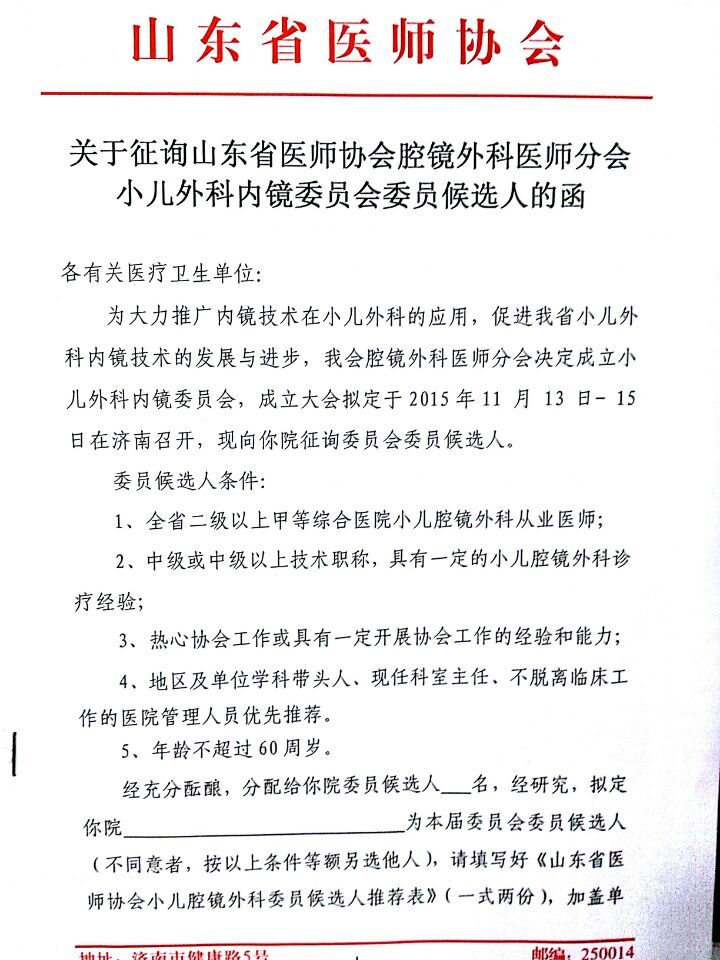 山东省医师协会
关于征询山东省医师协会腔镜外科医师分会
小儿外科内镜委员会委员候选人的函
各有关医疗卫生单位：
为大力推广内镜技术在小儿外科的应用，促进我省小儿外
科内镜技术的发展与进步，我会腔镜外科医师分会决定成立小
儿外科内镜委员会，成立大会拟定于2015年11 月 13 日- 15
日在济南召开，现向你院征询委员会委员候选人。
委员候选人条件：
1、全省二级以上甲等综合医院小儿腔镜外科从业医师；
2、中级或中级以上技术职称，具有一定的小儿腔镜外科诊
疗经验；
3、热心协会工作或具有一定开展协会工作的经验和能力；
4、地区及单位学科带头人、现任科室主任、不脱离临床工
作的医院管理人员优先推荐。
5、年龄不超过60周岁。
经充分酝酿，分配给你院委员候选人___名，经研究，拟定
你院______________________为本届委员会委员候选人
（不同意者，按以上条件等额另选他人），请填写好《山东省医
师协会小儿腔镜外科委员候选人推荐表》（一式两份），加盖单
地址：济南市健康路5号 邮编：250014